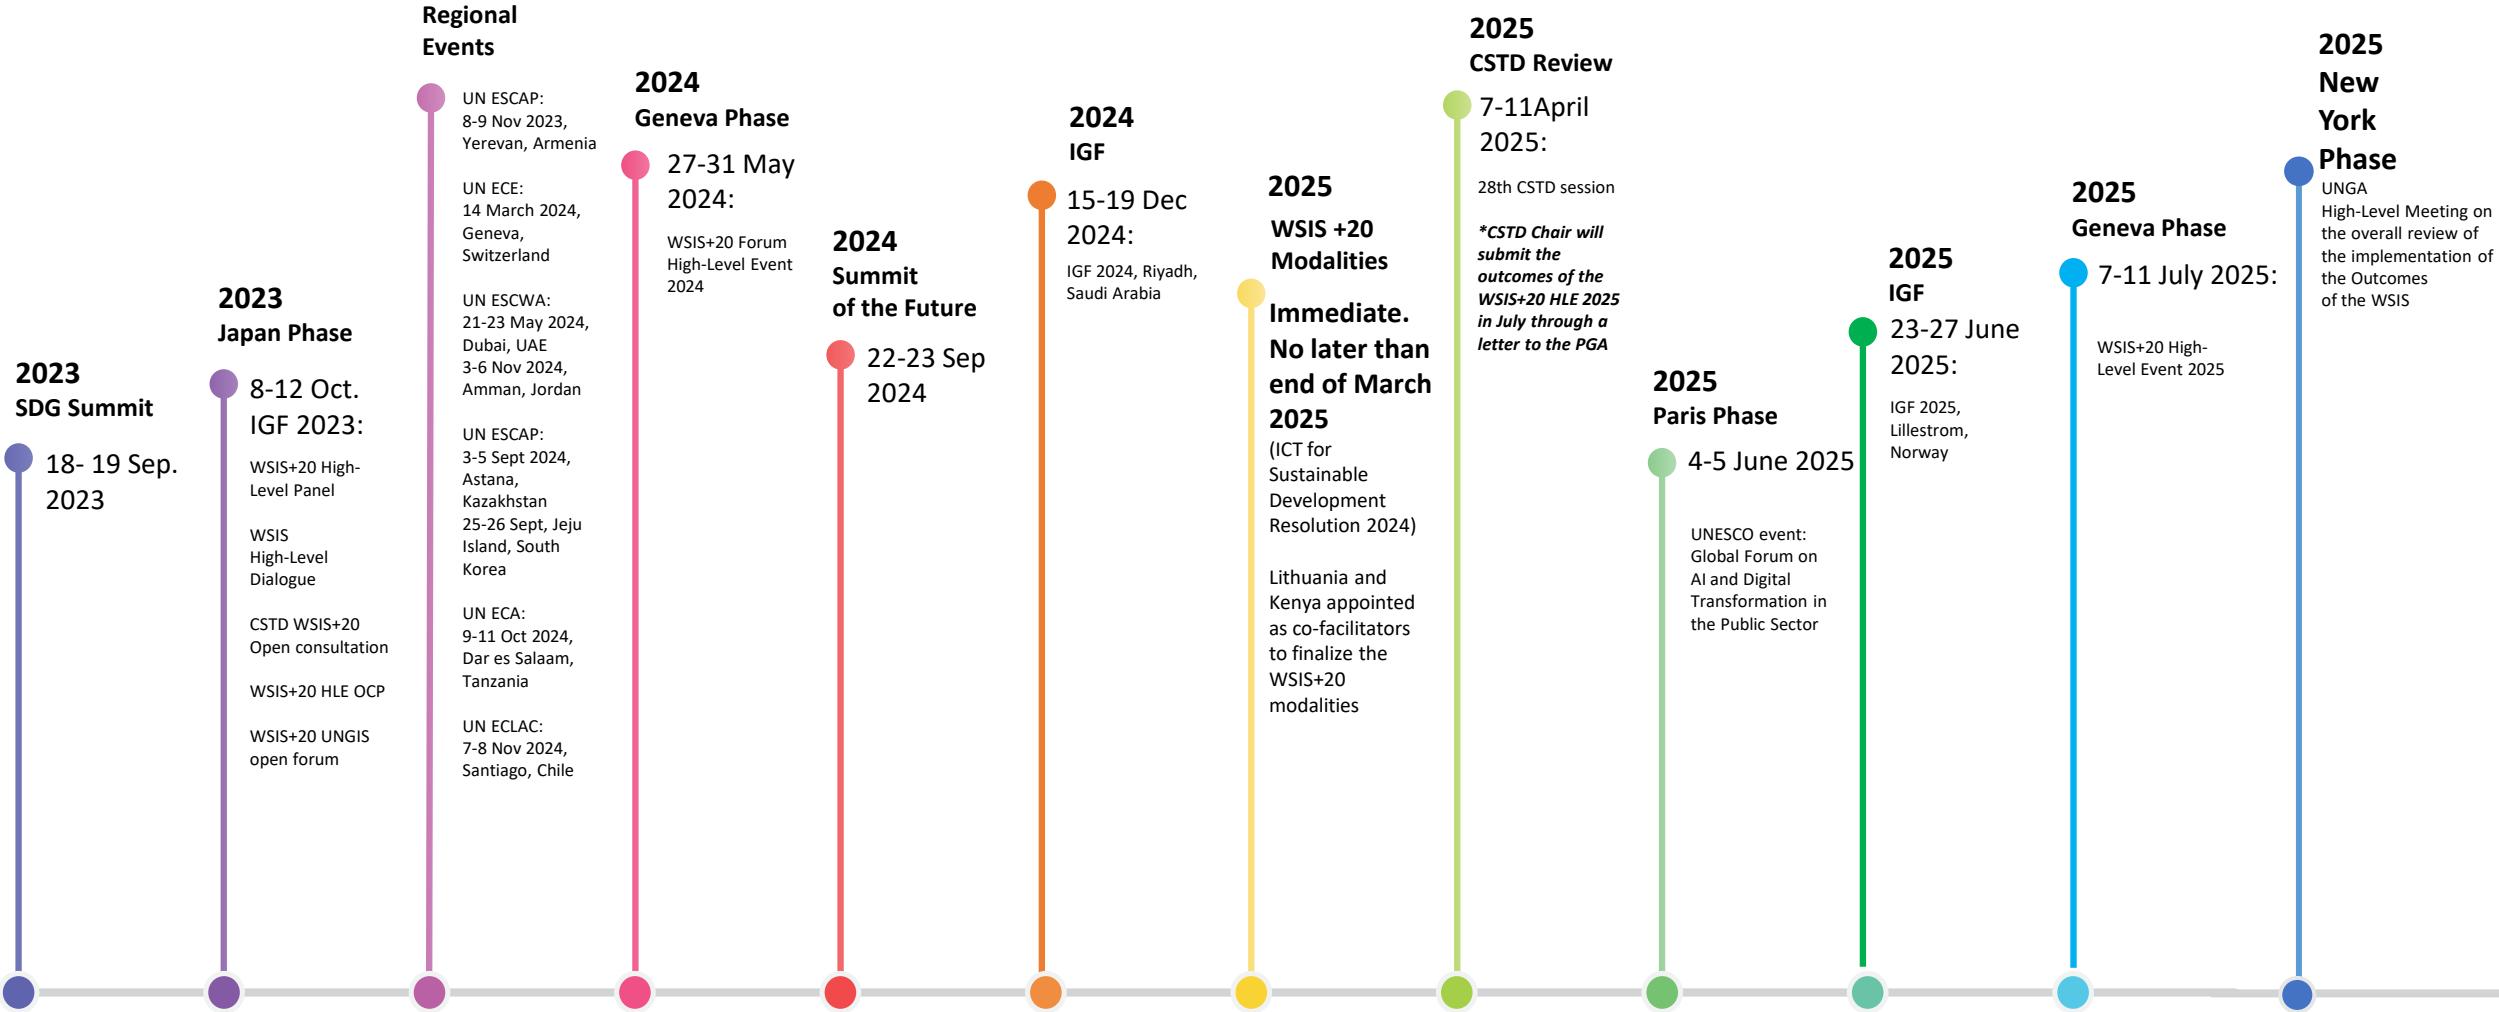 2023
SDG Summit
18- 19 Sep.
2023
2023
Japan Phase
8-12 Oct.
IGF 2023:
WSIS+20 High-
Level Panel
WSIS
High-Level
Dialogue
CSTD WSIS+20
Open consultation
WSIS+20 HLE OCP
WSIS+20 UNGIS
open forum
Regional
Events
UN ESCAP:
8-9 Nov 2023,
Yerevan, Armenia
UN ECE:
14 March 2024,
Geneva,
Switzerland
UN ESCWA:
21-23 May 2024,
Dubai, UAE
3-6 Nov 2024,
Amman, Jordan
UN ESCAP:
3-5 Sept 2024,
Astana,
Kazakhstan
25-26 Sept, Jeju
Island, South
Korea
UN ECA:
9-11 Oct 2024,
Dar es Salaam,
Tanzania
UN ECLAC:
7-8 Nov 2024,
Santiago, Chile
2024
Geneva Phase
27-31 May
2024:
WSIS+20 Forum
High-Level Event
2024
2024
Summit
of the Future
22-23 Sep
2024
2024
IGF
15-19 Dec
2024:
IGF 2024, Riyadh,
Saudi Arabia
2025
WSIS +20
Modalities
Immediate.
No later than
end of March
2025
(ICT for
Sustainable
Development
Resolution 2024)
Lithuania and
Kenya appointed
as co-facilitators
to finalize the
WSIS+20
modalities
2025
CSTD Review
7-11April
2025:
28th CSTD session
*CSTD Chair will
submit the
outcomes of the
WSIS+20 HLE 2025
in July through a
letter to the PGA
2025
Paris Phase
4-5 June 2025
UNESCO event:
Global Forum on
AI and Digital
Transformation in
the Public Sector
2025
IGF
23-27 June
2025:
IGF 2025,
Lillestrom,
Norway
2025
Geneva Phase
7-11 July 2025:
WSIS+20 High-
Level Event 2025
2025
New
York
Phase
UNGA
High-Level Meeting on
the overall review of
the implementation of
the Outcomes
of the WSIS